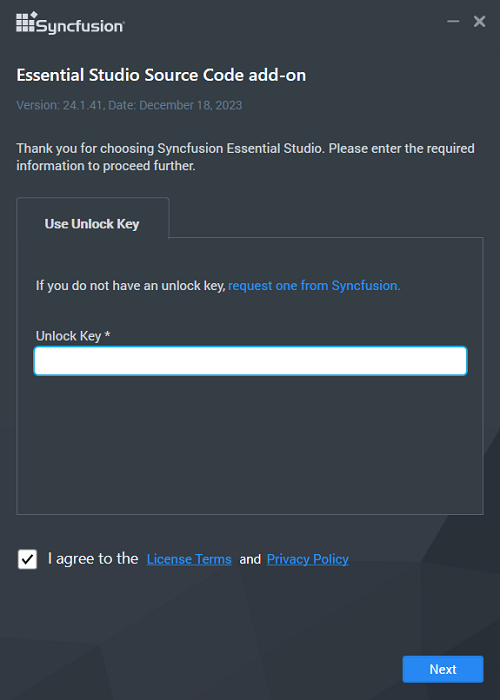 Syncfusion®
Essential Studio Source Code add-on
Version: 24.1.41, Date: December 18, 2023
Thank you for choosing Syncfusion Essential Studio. Please enter the required
information to proceed further.
Use Unlock Key
If you do not have an unlock key, request one from Syncfusion.
Unlock Key *
I agree to the License Terms and Privacy Policy
Next